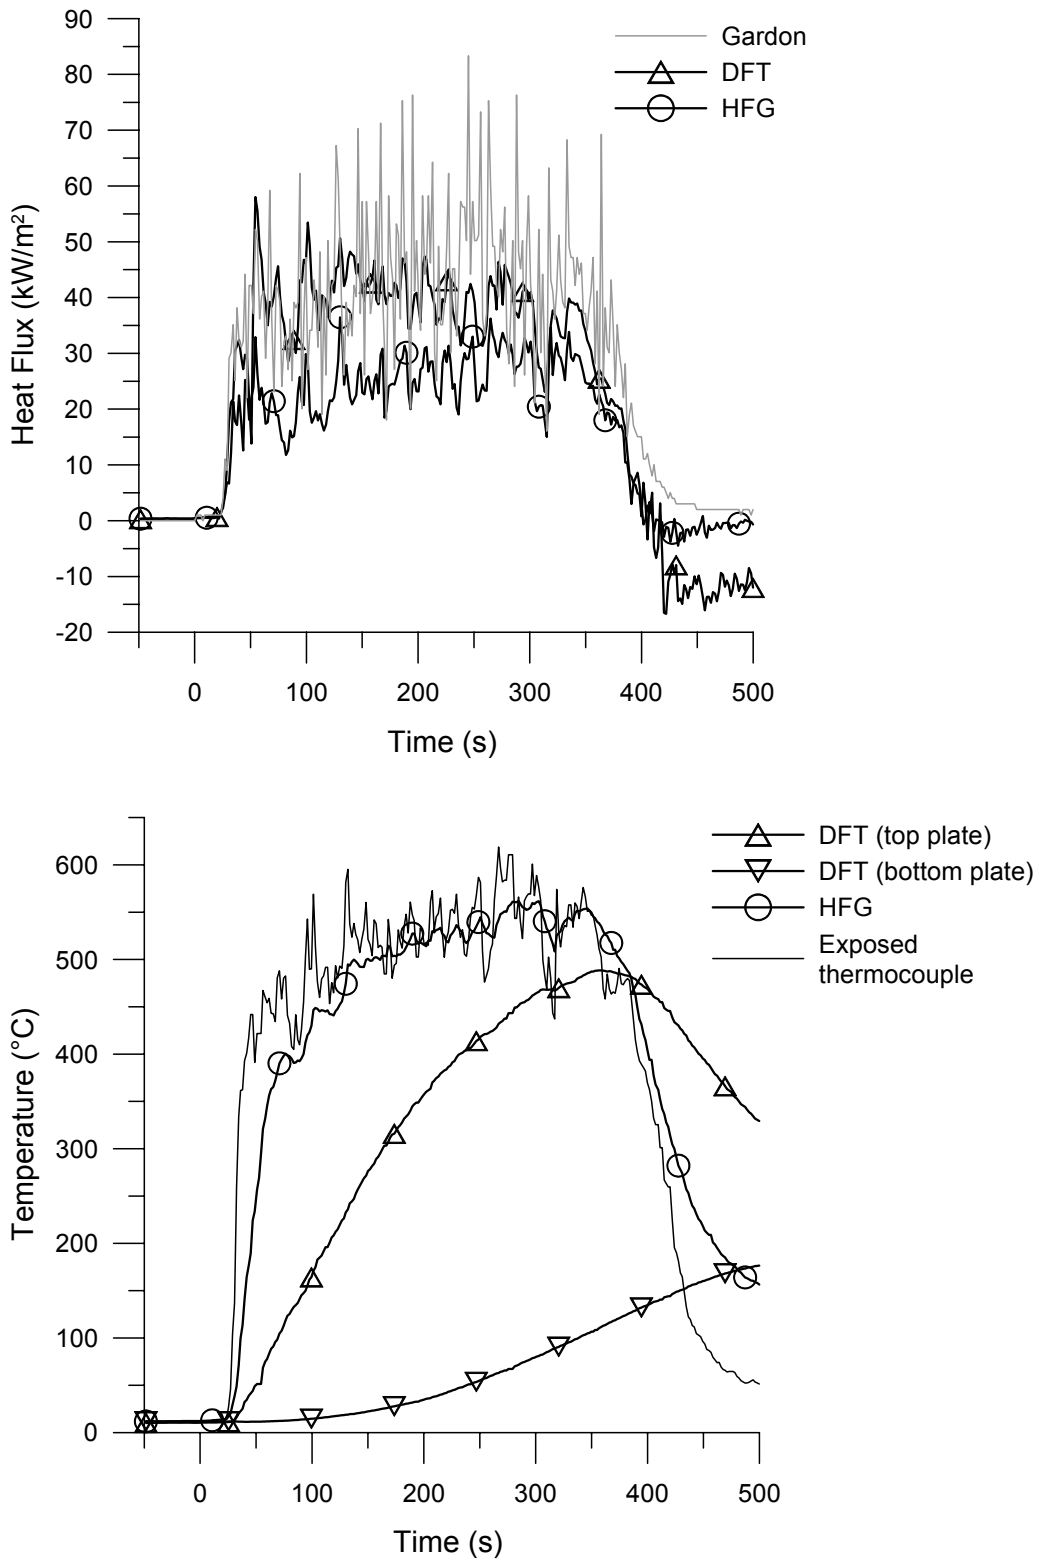 90
80
70
60
50
40
30
20
10
0
-10
-20
Heat Flux (kW/m²)
Gardon
DFT
HFG
0 100 200 300 400 500
Time (s)
600
500
400
300
200
100
0
Temperature (°C)
DFT (top plate)
DFT (bottom plate)
HFG
Exposed
thermocouple
0 100 200 300 400 500
Time (s)